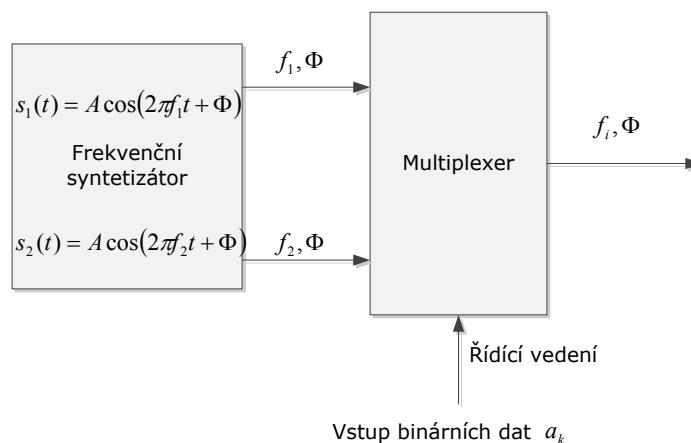 s₁(t) = A cos(2πf₁t + Φ)
Frekvenční
syntetizátor
s₂(t) = A cos(2πf₂t + Φ)
f₁, Φ
f₂, Φ
Multiplexer
fᵢ, Φ
Řídící vedení
Vstup binárních dat aₖ